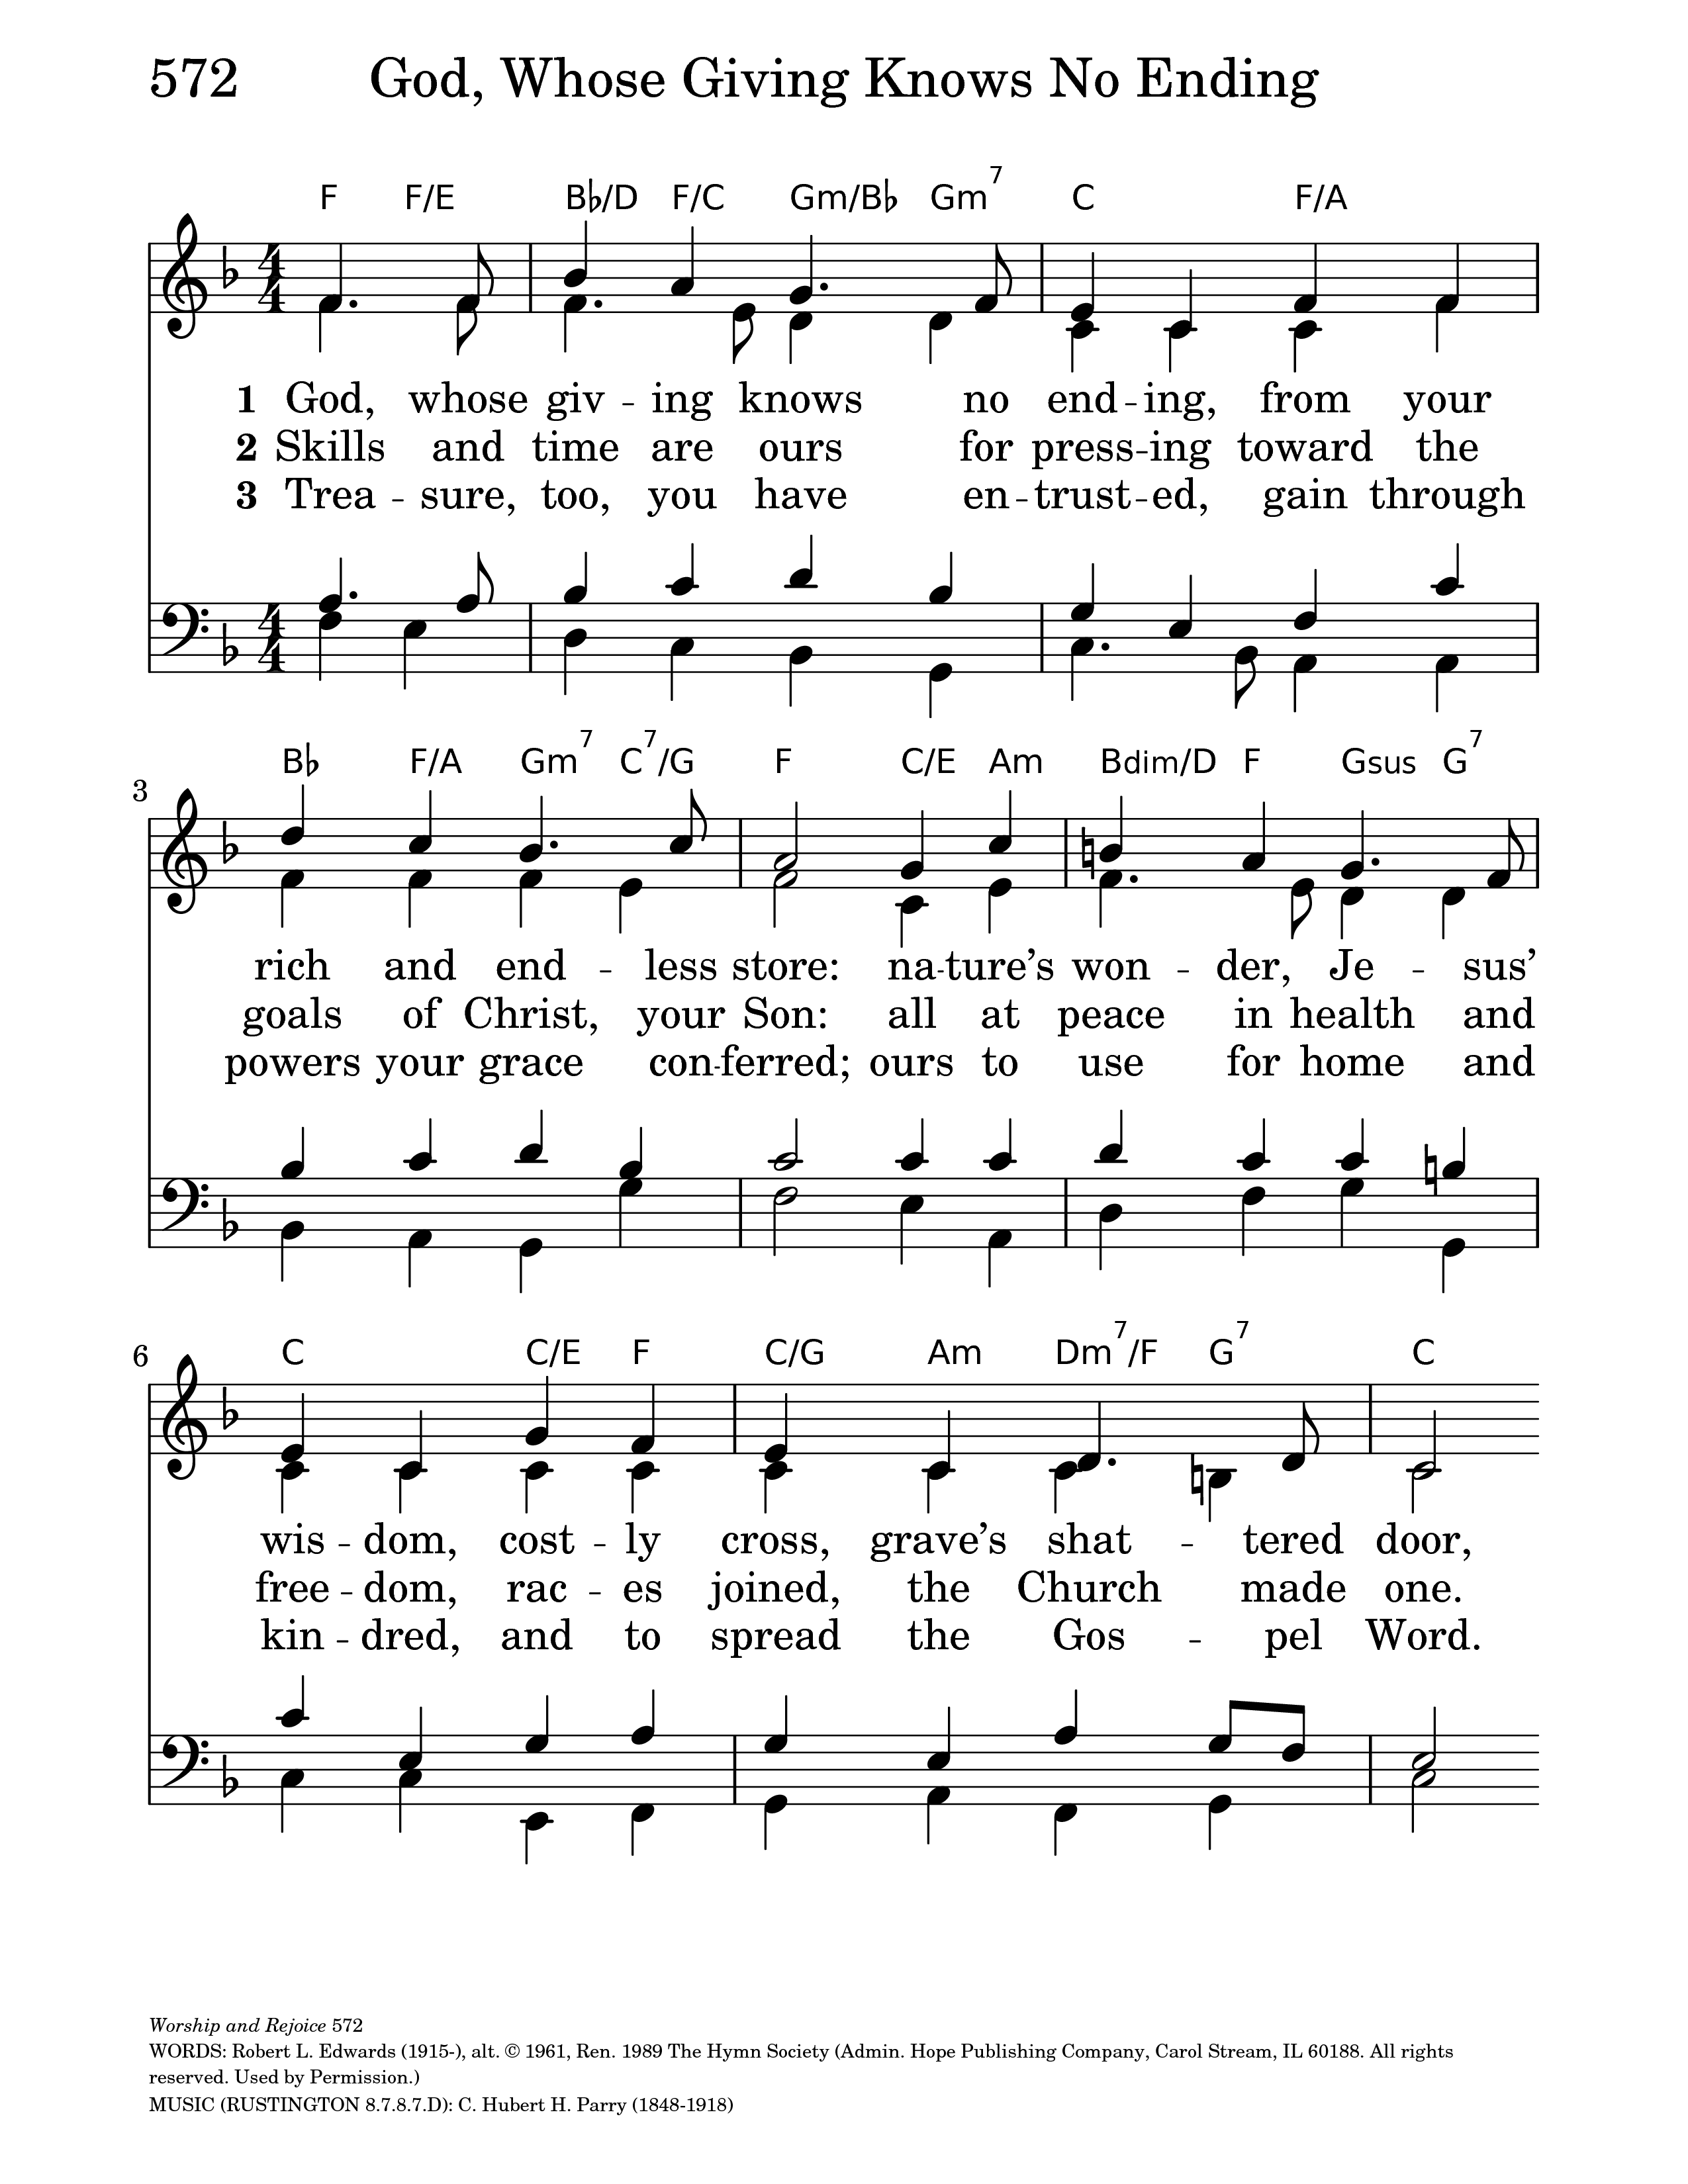 572 God, Whose Giving Knows No Ending
F F/E B♭/D F/C Gm/B♭ Gm7 C F/A
4
4
1 God, whose giv - ing knows no end - ing, from your
2 Skills and time are ours for press - ing toward the
3 Trea - sure, too, you have en - trust - ed, gain through
4
4
B♭ F/A Gm7 C7/G F C/E Am Bdim/D F Gsus G7
3
rich and end - less store: na - ture’s won - der, Je - sus’
goals of Christ, your Son: all at peace in health and
powers your grace con - ferred; ours to use for home and
C C/E F C/G Am Dm7/F G7 C
6
wis - dom, cost - ly cross, grave’s shat - tered door,
free - dom, rac - es joined, the Church made one.
kin - dred, and to spread the Gos - pel Word.
Worship and Rejoice 572
WORDS: Robert L. Edwards (1915-), alt. © 1961, Ren. 1989 The Hymn Society (Admin. Hope Publishing Company, Carol Stream, IL 60188. All rights
reserved. Used by Permission.)
MUSIC (RUSTINGTON 8.7.8.7.D): C. Hubert H. Parry (1848-1918)